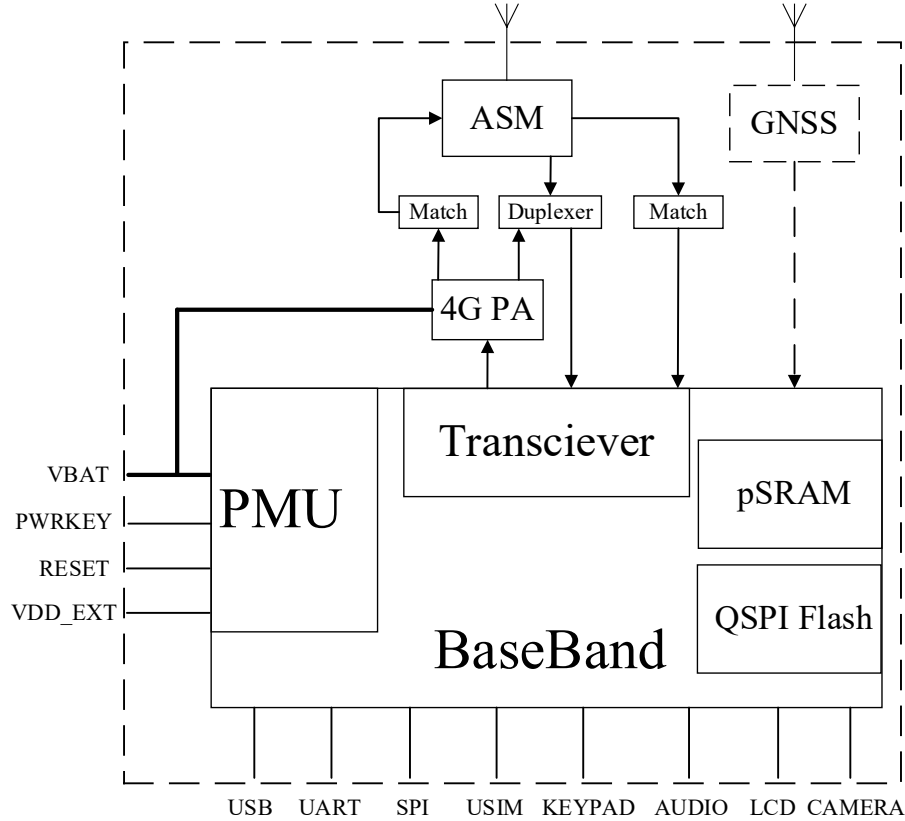 ASM
GNSS
Match
Duplexer
Match
4G PA
Transciever
VBAT
PMU
pSRAM
PWRKEY
RESET
VDD_EXT
QSPI Flash
BaseBand
USB
UART
SPI
USIM
KEYPAD
AUDIO
LCD
CAMERA